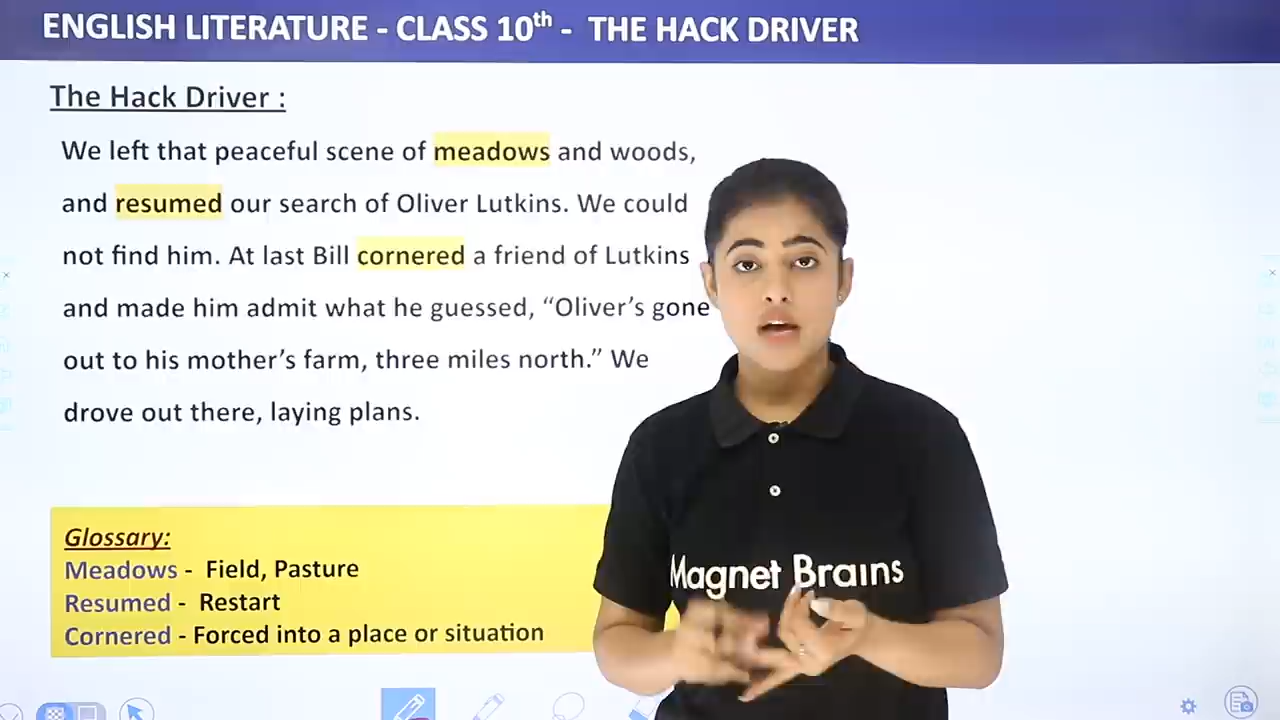 ENGLISH LITERATURE - CLASS 10th - THE HACK DRIVER
The Hack Driver :
We left that peaceful scene of meadows and woods,
and resumed our search of Oliver Lutkins. We could
not find him. At last Bill cornered a friend of Lutkins
and made him admit what he guessed, “Oliver’s gone
out to his mother’s farm, three miles north.” We
drove out there, laying plans.
Glossary:
Meadows - Field, Pasture
Resumed - Restart
Cornered - Forced into a place or situation
Magnet Brains